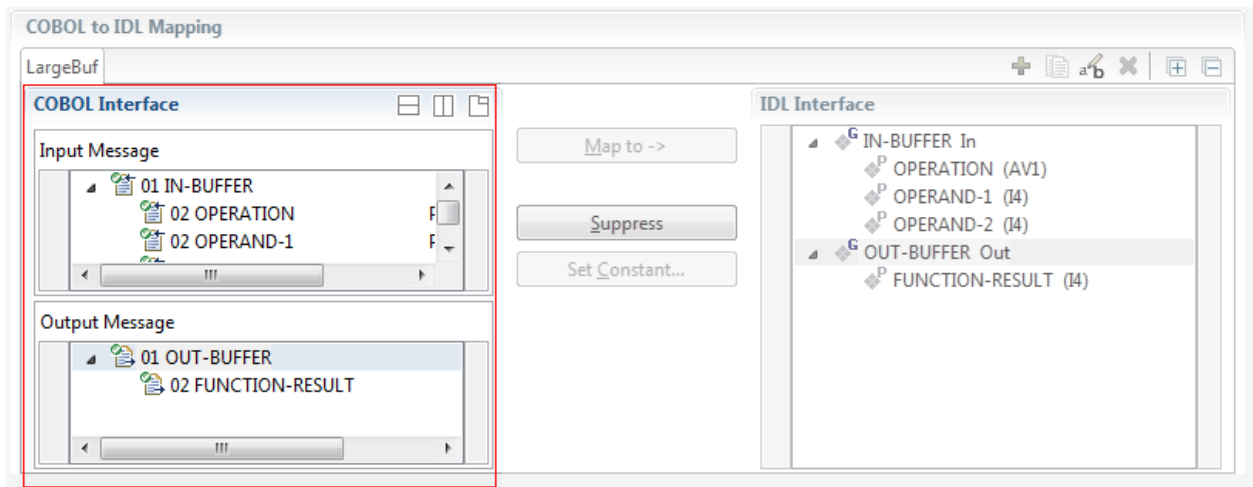 COBOL to IDL Mapping
LargeBuf
COBOL Interface
Input Message
01 IN-BUFFER
02 OPERATION
02 OPERAND-1
Output Message
01 OUT-BUFFER
02 FUNCTION-RESULT
Map to ->
Suppress
Set Constant...
IDL Interface
G IN-BUFFER In
P OPERATION (AV1)
P OPERAND-1 (I4)
P OPERAND-2 (I4)
G OUT-BUFFER Out
P FUNCTION-RESULT (I4)